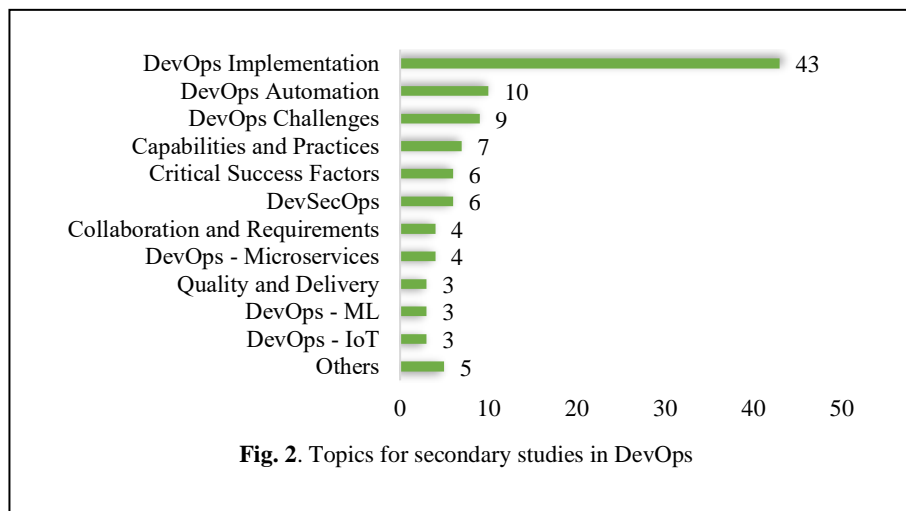 DevOps Implementation 43
DevOps Automation 10
DevOps Challenges 9
Capabilities and Practices 7
Critical Success Factors 6
DevSecOps 6
Collaboration and Requirements 4
DevOps - Microservices 4
Quality and Delivery 3
DevOps - ML 3
DevOps - IoT 3
Others 5
0 10 20 30 40 50
Fig. 2. Topics for secondary studies in DevOps